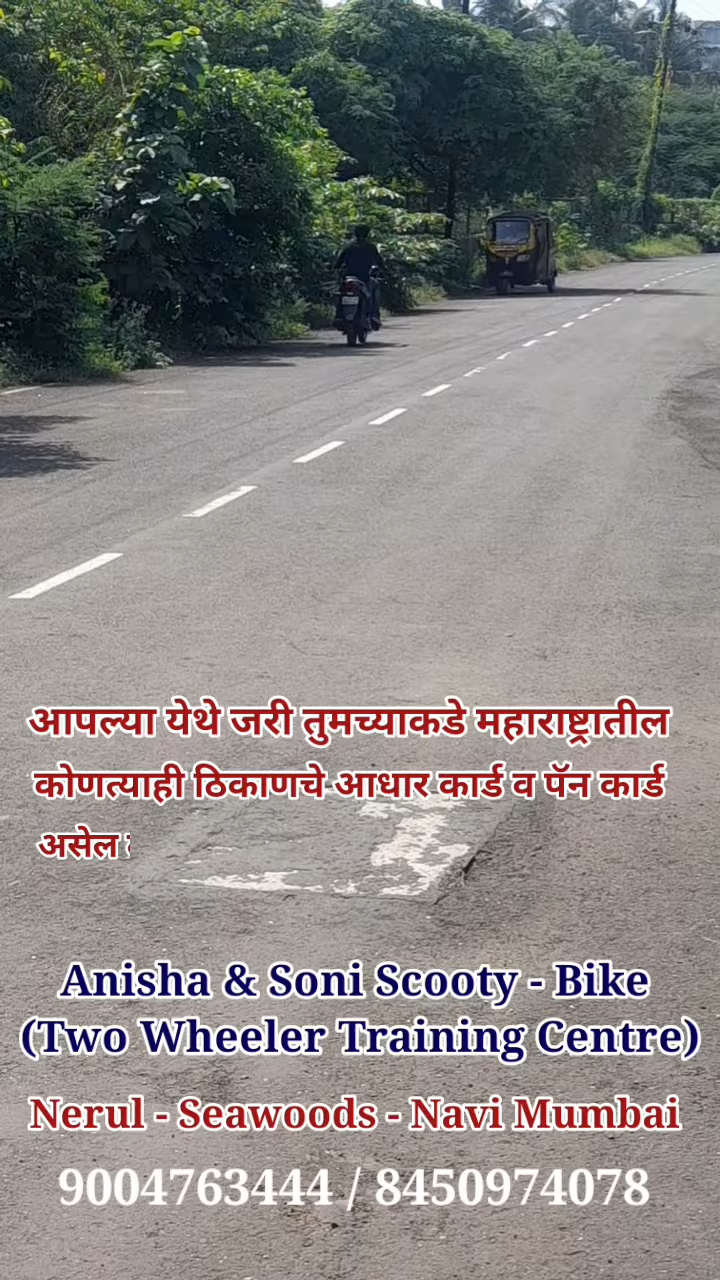 आपल्या येथे जरी तुमच्याकडे महाराष्ट्रातील
कोणत्याही ठिकाणचे आधार कार्ड व पॅन कार्ड
असेल
Anisha & Soni Scooty - Bike
(Two Wheeler Training Centre)
Nerul - Seawoods - Navi Mumbai
9004763444 / 8450974078